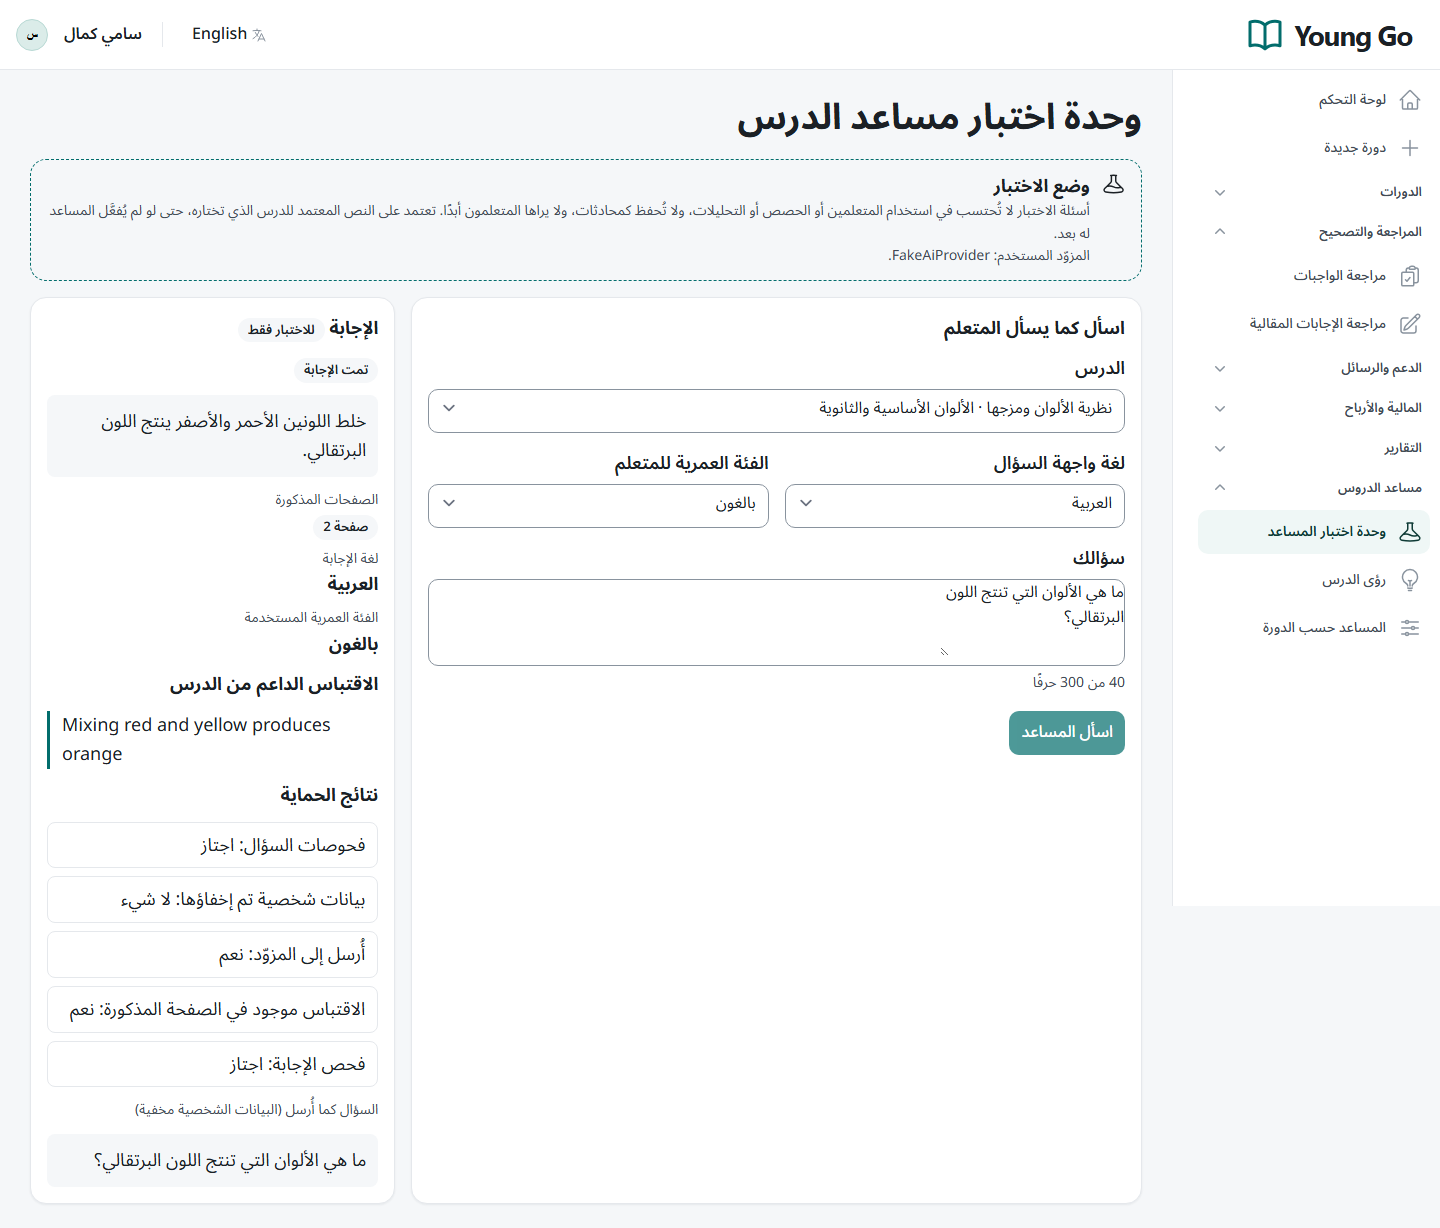 Young Go
English
سامي كمال
س
لوحة التحكم
دورة جديدة
الدورات
المراجعة والتصحيح
مراجعة الواجبات
مراجعة الإجابات المقالية
الدعم والرسائل
المالية والأرباح
التقارير
مساعد الدروس
وحدة اختبار المساعد
رؤى الدرس
المساعد حسب الدورة
وحدة اختبار مساعد الدرس
وضع الاختبار
أسئلة الاختبار لا تُحتسب في استخدام المتعلمين أو الحصص أو التحليلات، ولا تُحفظ كمحادثات، ولا يراها المتعلمون أبدًا. تعتمد على النص المعتمد للدرس الذي تختاره، حتى لو لم يُفعَّل المساعد
له بعد.
المزوّد المستخدم: FakeAiProvider.
اسأل كما يسأل المتعلم
الدرس
نظرية الألوان ومزجها · الألوان الأساسية والثانوية
لغة واجهة السؤال
العربية
الفئة العمرية للمتعلم
بالغون
سؤالك
ما هي الألوان التي تنتج اللون
البرتقالي؟
40 من 300 حرفًا
اسأل المساعد
الإجابة للاختبار فقط
تمت الإجابة
خلط اللونين الأحمر والأصفر ينتج اللون
البرتقالي.
الصفحات المذكورة
صفحة 2
لغة الإجابة
العربية
الفئة العمرية المستخدمة
بالغون
الاقتباس الداعم من الدرس
Mixing red and yellow produces
orange
نتائج الحماية
فحوصات السؤال: اجتاز
بيانات شخصية تم إخفاؤها: لا شيء
أُرسل إلى المزوّد: نعم
الاقتباس موجود في الصفحة المذكورة: نعم
فحص الإجابة: اجتاز
السؤال كما أُرسل (البيانات الشخصية مخفية)
ما هي الألوان التي تنتج اللون البرتقالي؟